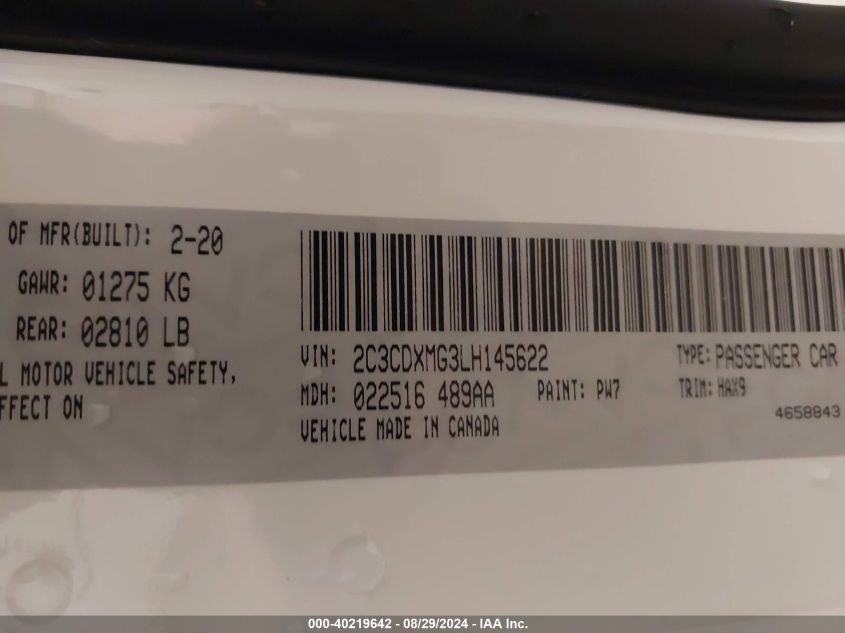 OF MFR(BUILT): 2-20
GAWR: 01275 KG
REAR: 02810 LB
L MOTOR VEHICLE SAFETY,
FFECT ON
VIN: 2C3CDXMG3LH145622
TYPE: PASSENGER CAR
MDH: 022516 489AA
PAINT: PW7
TRIM: HAX9
VEHICLE MADE IN CANADA
4658843
000-40219642 - 08/29/2024 - IAA Inc.